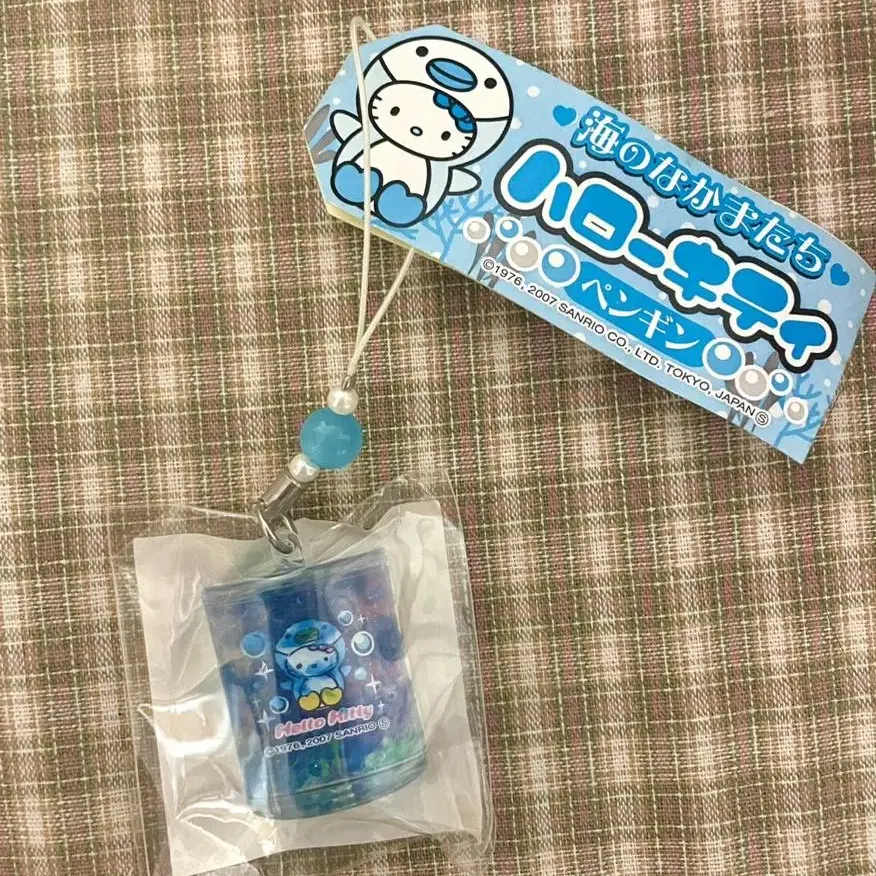 海のなかまたち
ハローキティ
ペンギン
©1976, 2007 SANRIO CO., LTD. TOKYO, JAPAN Ⓢ
Hello Kitty
©1976, 2007 SANRIO Ⓢ